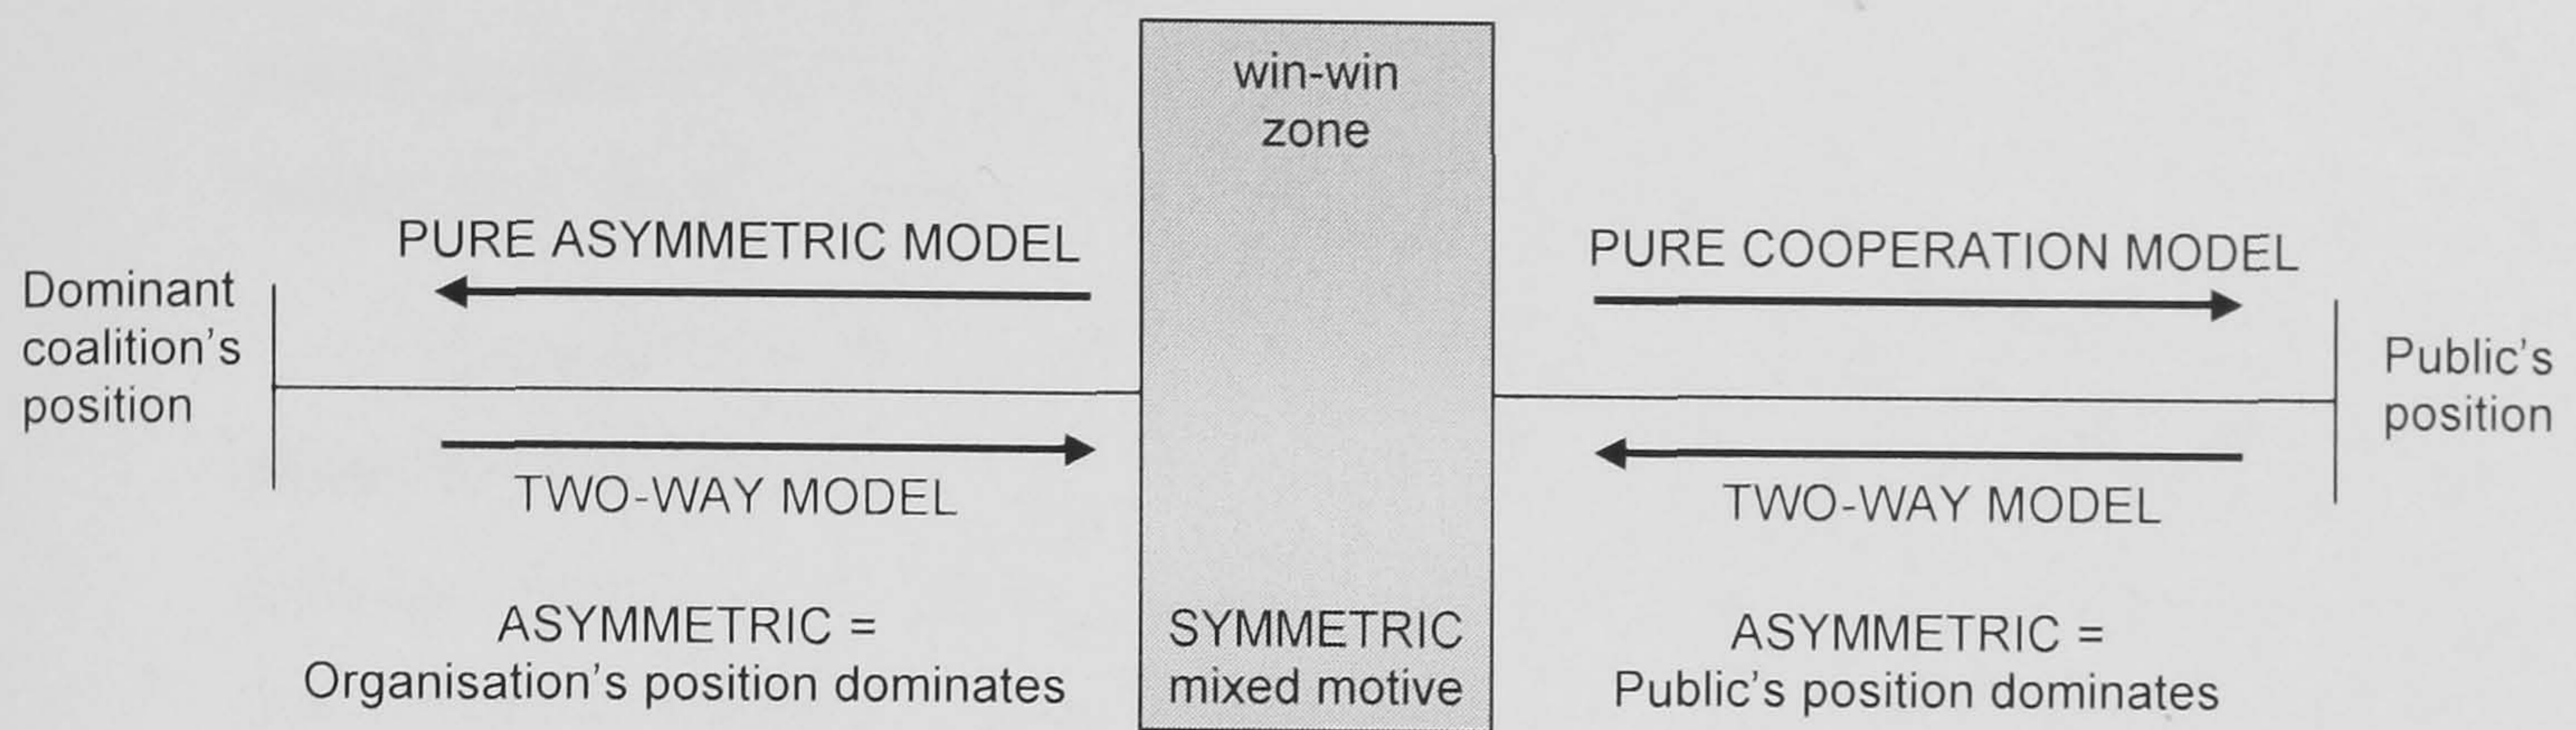 win-win
zone
PURE ASYMMETRIC MODEL
PURE COOPERATION MODEL
Dominant
coalition's
position
Public's
position
TWO-WAY MODEL
TWO-WAY MODEL
ASYMMETRIC =
Organisation's position dominates
SYMMETRIC
mixed motive
ASYMMETRIC =
Public's position dominates